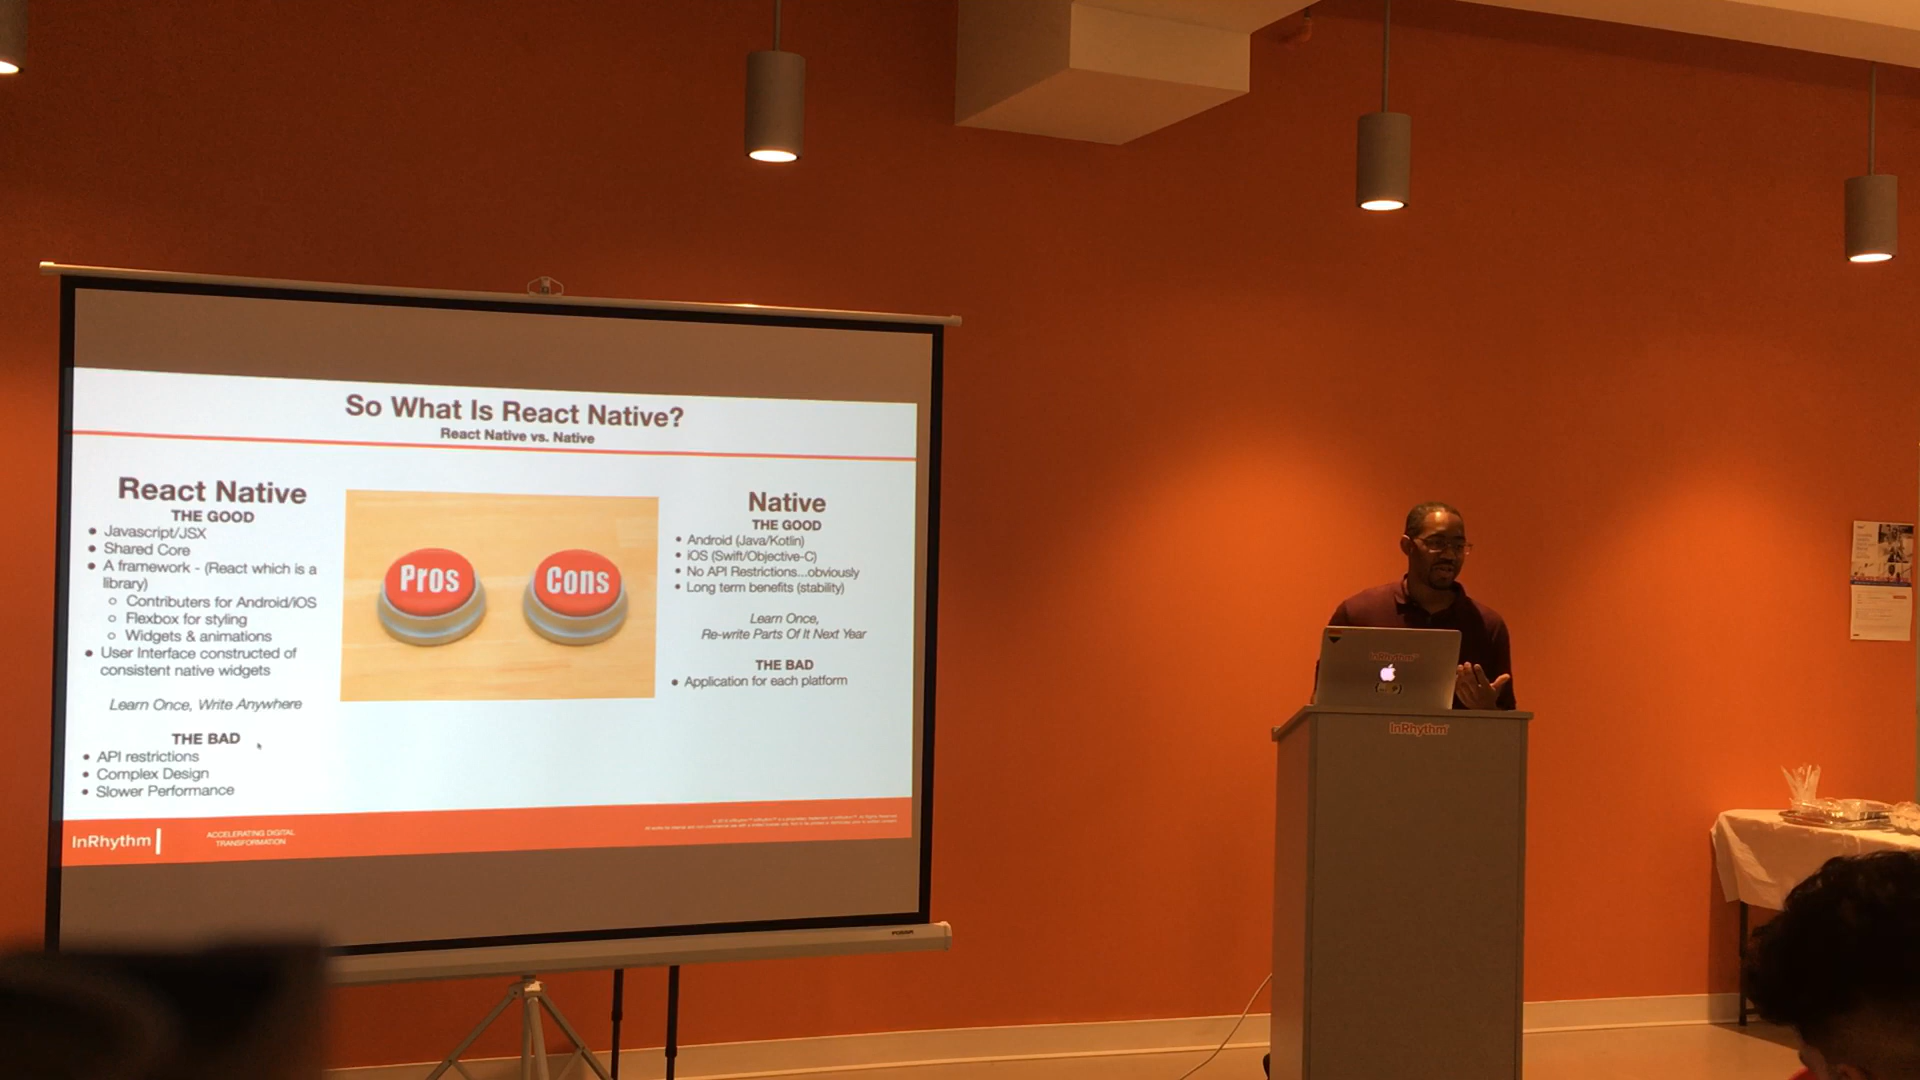 So What Is React Native?
React Native vs. Native
React Native
THE GOOD
Javascript/JSX
Shared Core
A framework - (React which is a
library)
Contributers for Android/iOS
Flexbox for styling
Widgets & animations
User Interface constructed of
consistent native widgets
Learn Once, Write Anywhere
THE BAD
API restrictions
Complex Design
Slower Performance
Pros
Cons
Native
THE GOOD
Android (Java/Kotlin)
iOS (Swift/Objective-C)
No API Restrictions...obviously
Long term benefits (stability)
Learn Once,
Re-write Parts Of It Next Year
THE BAD
Application for each platform
InRhythm
ACCELERATING DIGITAL
TRANSFORMATION
InRhythm
InRhythm